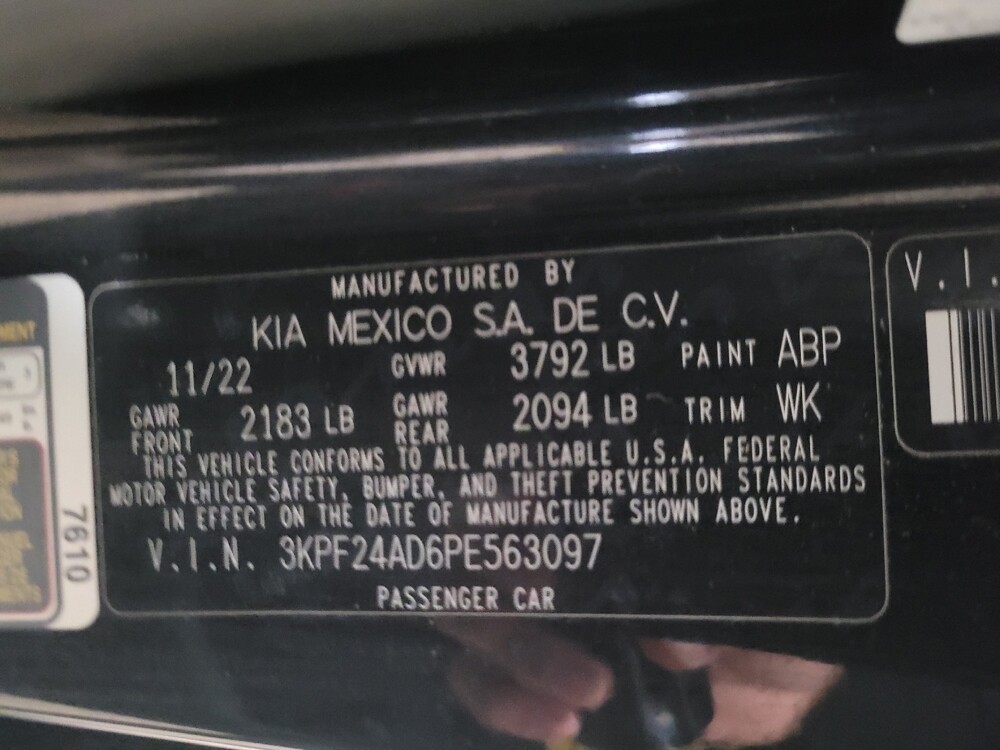 MANUFACTURED BY
KIA MEXICO S.A. DE C.V.
11/22 GVWR 3792 LB PAINT ABP
GAWR FRONT 2183 LB GAWR REAR 2094 LB TRIM WK
THIS VEHICLE CONFORMS TO ALL APPLICABLE U.S.A. FEDERAL
MOTOR VEHICLE SAFETY, BUMPER, AND THEFT PREVENTION STANDARDS
IN EFFECT ON THE DATE OF MANUFACTURE SHOWN ABOVE.
V.I.N. 3KPF24AD6PE563097
PASSENGER CAR
V.I.
7610